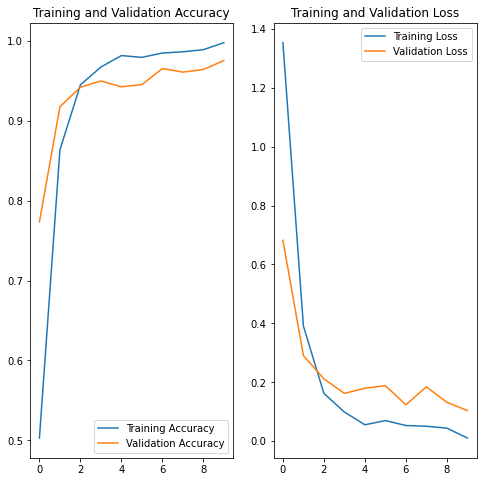 Training and Validation Accuracy
1.0
0.9
0.8
0.7
0.6
0.5
0 2 4 6 8
Training Accuracy
Validation Accuracy
Training and Validation Loss
1.4
1.2
1.0
0.8
0.6
0.4
0.2
0.0
0 2 4 6 8
Training Loss
Validation Loss